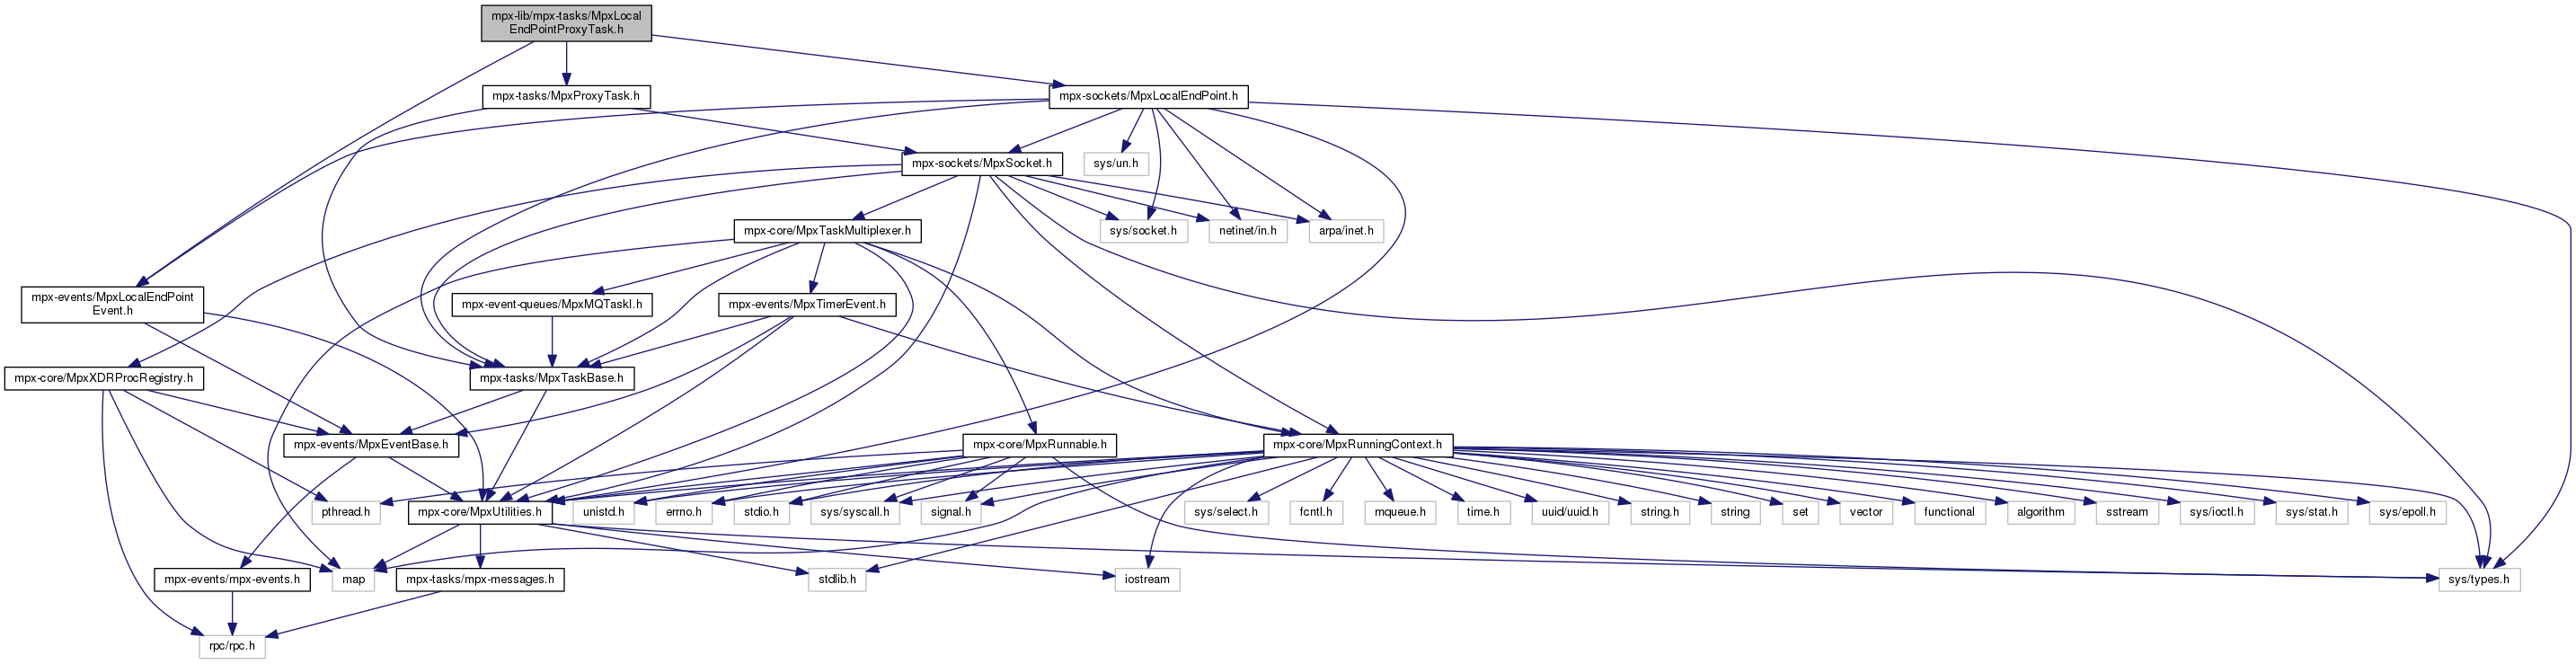 mpx-lib/mpx-tasks/MpxLocal
EndPointProxyTask.h
mpx-tasks/MpxProxyTask.h
mpx-sockets/MpxLocalEndPoint.h
mpx-sockets/MpxSocket.h
sys/un.h
mpx-core/MpxTaskMultiplexer.h
sys/socket.h
netinet/in.h
arpa/inet.h
mpx-events/MpxLocalEndPoint
Event.h
mpx-event-queues/MpxMQTaskI.h
mpx-events/MpxTimerEvent.h
mpx-core/MpxXDRProcRegistry.h
mpx-tasks/MpxTaskBase.h
mpx-events/MpxEventBase.h
mpx-core/MpxRunnable.h
mpx-core/MpxRunningContext.h
pthread.h
mpx-core/MpxUtilities.h
unistd.h
errno.h
stdio.h
sys/syscall.h
signal.h
sys/select.h
fcntl.h
mqueue.h
time.h
uuid/uuid.h
string.h
string
set
vector
functional
algorithm
sstream
sys/ioctl.h
sys/stat.h
sys/epoll.h
mpx-events/mpx-events.h
map
mpx-tasks/mpx-messages.h
stdlib.h
iostream
sys/types.h
rpc/rpc.h